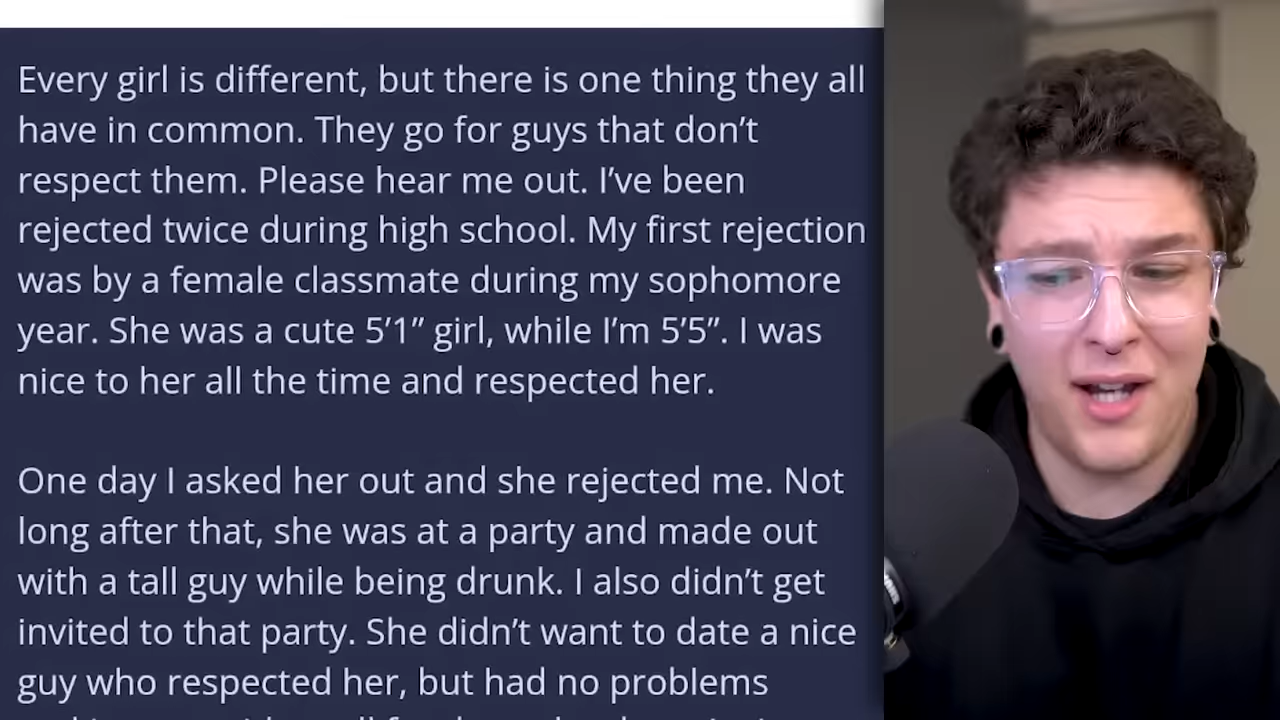 Every girl is different, but there is one thing they all
have in common. They go for guys that don’t
respect them. Please hear me out. I’ve been
rejected twice during high school. My first rejection
was by a female classmate during my sophomore
year. She was a cute 5’1” girl, while I’m 5’5”. I was
nice to her all the time and respected her.
One day I asked her out and she rejected me. Not
long after that, she was at a party and made out
with a tall guy while being drunk. I also didn’t get
invited to that party. She didn’t want to date a nice
guy who respected her, but had no problems